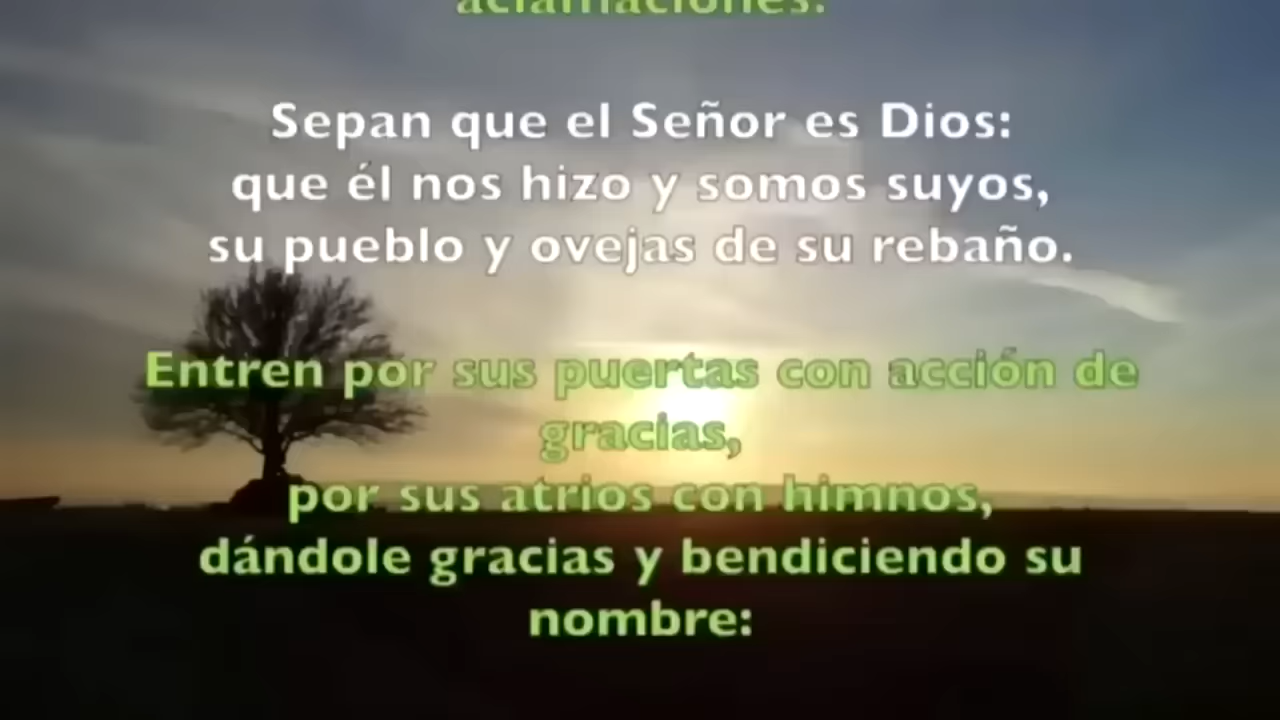 aclamaciones:
Sepan que el Señor es Dios:
que él nos hizo y somos suyos,
su pueblo y ovejas de su rebaño.
Entren por sus puertas con acción de
gracias,
por sus atrios con himnos,
dándole gracias y bendiciendo su
nombre: